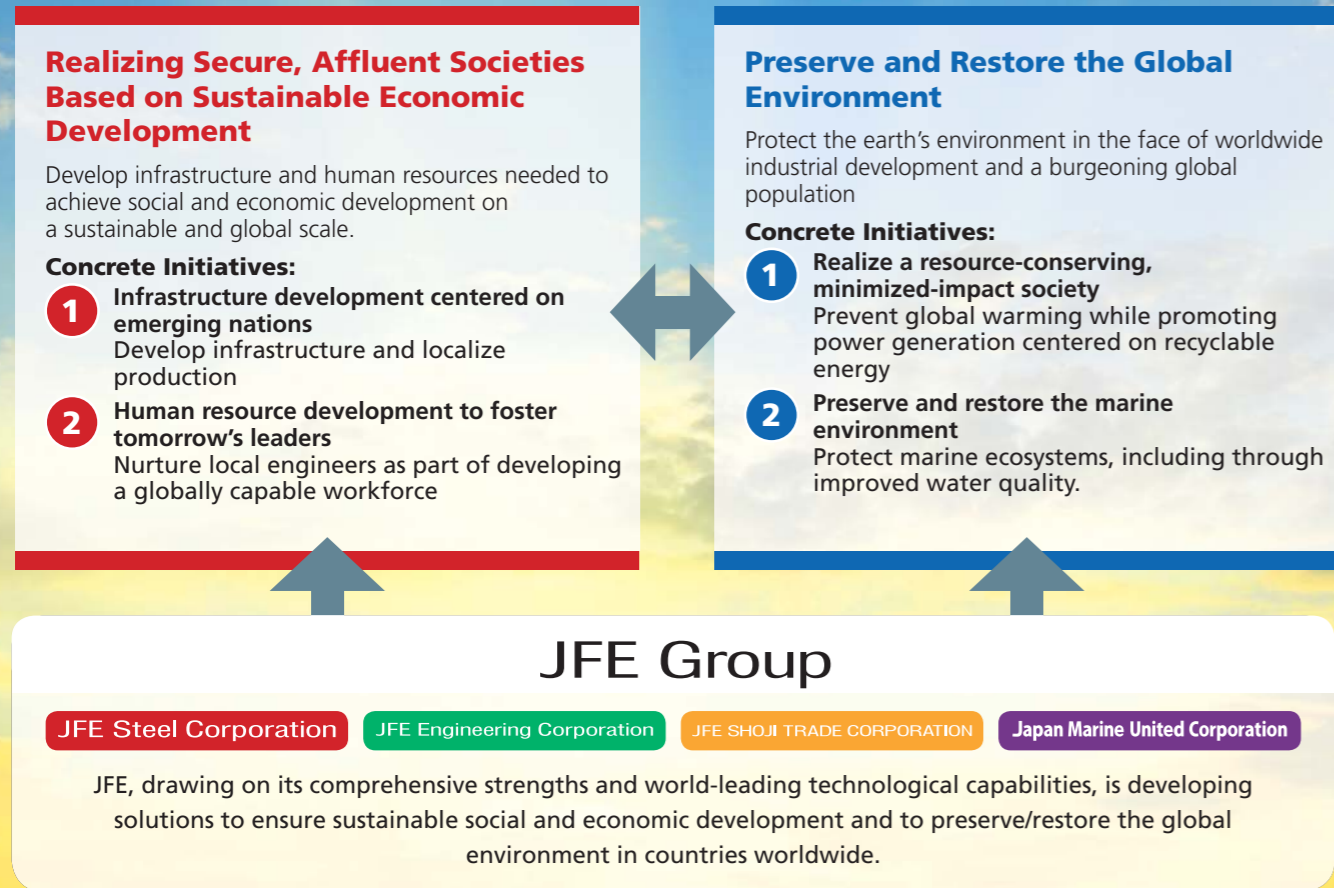 Realizing Secure, Affluent Societies
Based on Sustainable Economic
Development
Develop infrastructure and human resources needed to
achieve social and economic development on
a sustainable and global scale.
Concrete Initiatives:
1 Infrastructure development centered on
emerging nations
Develop infrastructure and localize
production
2 Human resource development to foster
tomorrow's leaders
Nurture local engineers as part of developing
a globally capable workforce
Preserve and Restore the Global
Environment
Protect the earth's environment in the face of worldwide
industrial development and a burgeoning global
population
Concrete Initiatives:
1 Realize a resource-conserving,
minimized-impact society
Prevent global warming while promoting
power generation centered on recyclable
energy
2 Preserve and restore the marine
environment
Protect marine ecosystems, including through
improved water quality.
JFE Group
JFE Steel Corporation JFE Engineering Corporation JFE SHOJI TRADE CORPORATION Japan Marine United Corporation
JFE, drawing on its comprehensive strengths and world-leading technological capabilities, is developing
solutions to ensure sustainable social and economic development and to preserve/restore the global
environment in countries worldwide.